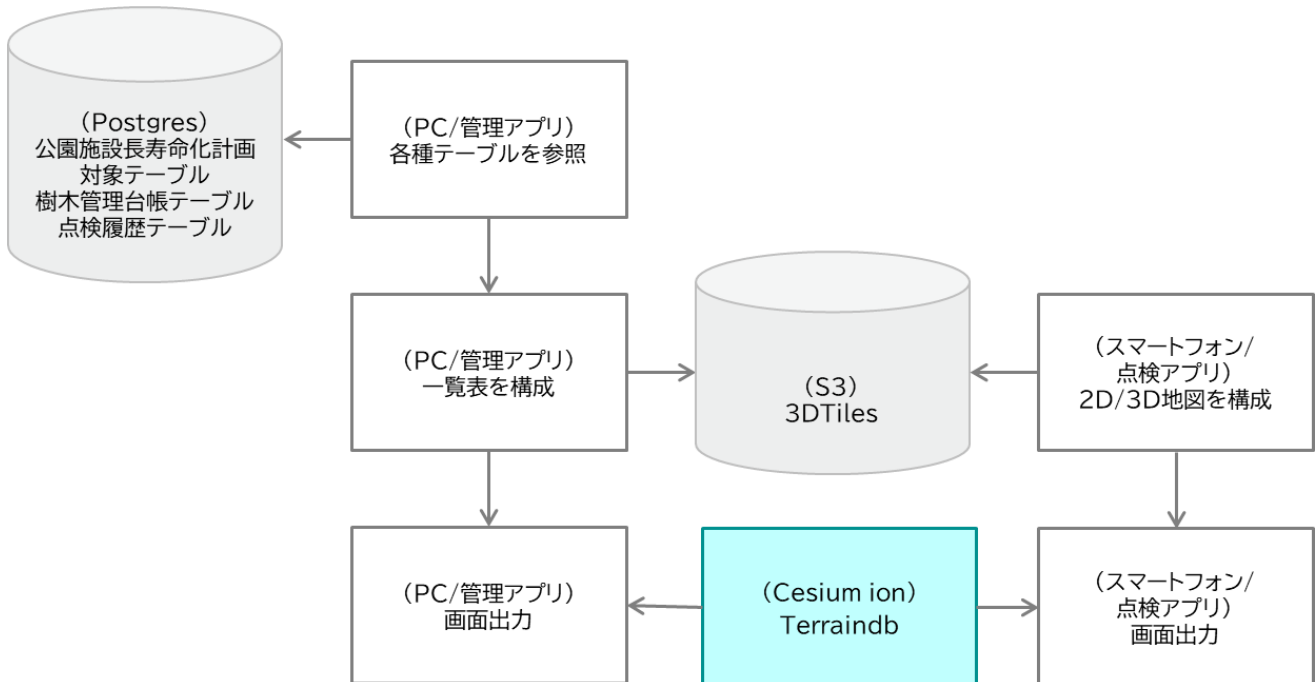 （Postgres）
公園施設長寿命化計画
対象テーブル
樹木管理台帳テーブル
点検履歴テーブル
（PC/管理アプリ）
各種テーブルを参照
（PC/管理アプリ）
一覧表を構成
（S3）
3DTiles
（スマートフォン/
点検アプリ）
2D/3D地図を構成
（PC/管理アプリ）
画面出力
（Cesium ion）
Terraindb
（スマートフォン/
点検アプリ）
画面出力